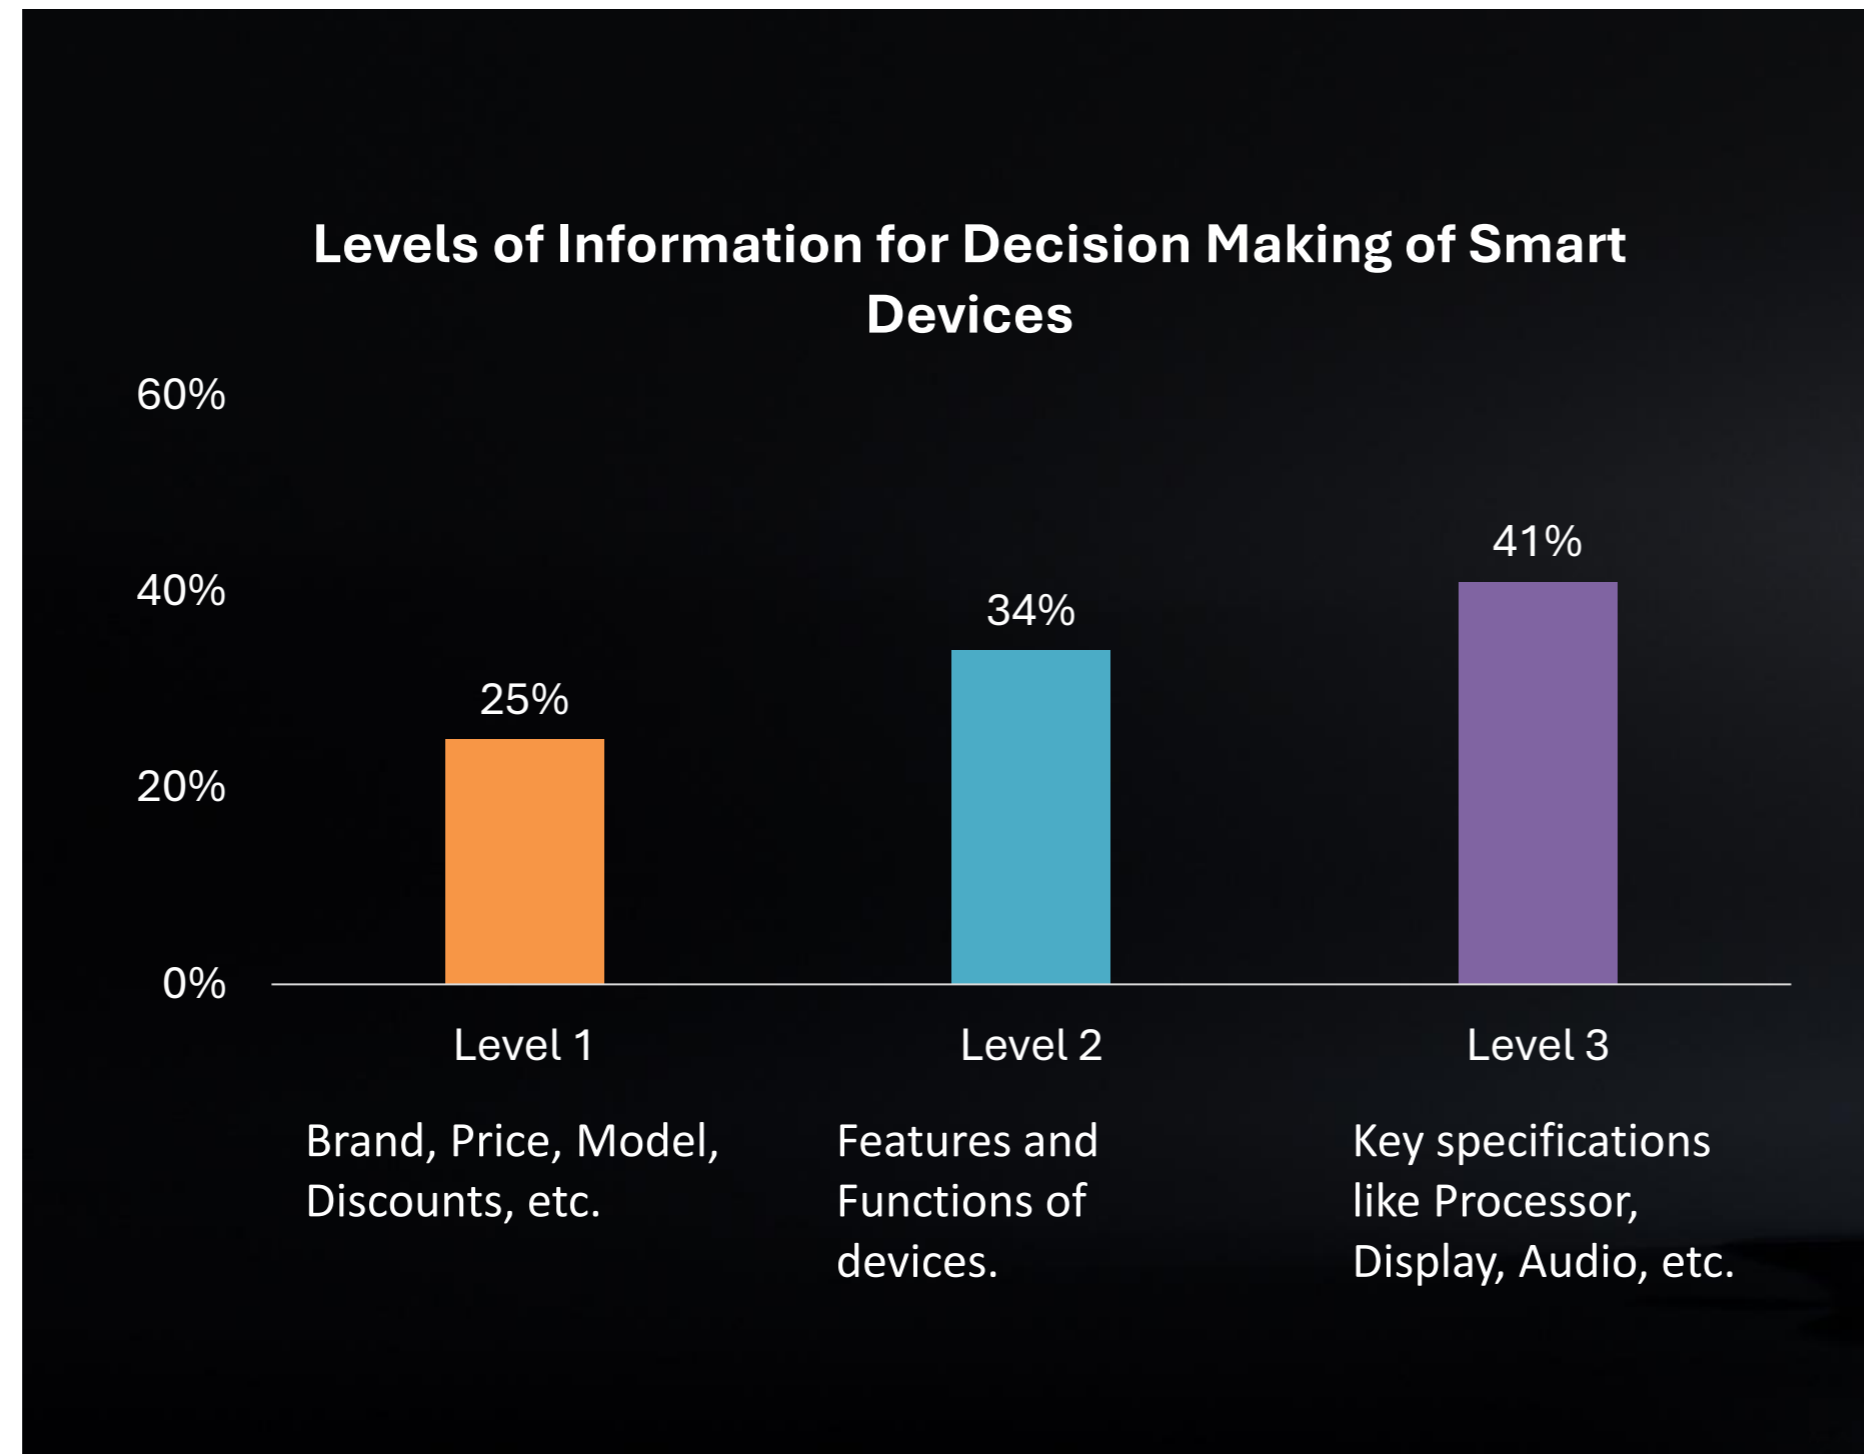 Levels of Information for Decision Making of Smart
Devices
60%
40%
20%
0%
25%
34%
41%
Level 1
Level 2
Level 3
Brand, Price, Model,
Discounts, etc.
Features and
Functions of
devices.
Key specifications
like Processor,
Display, Audio, etc.